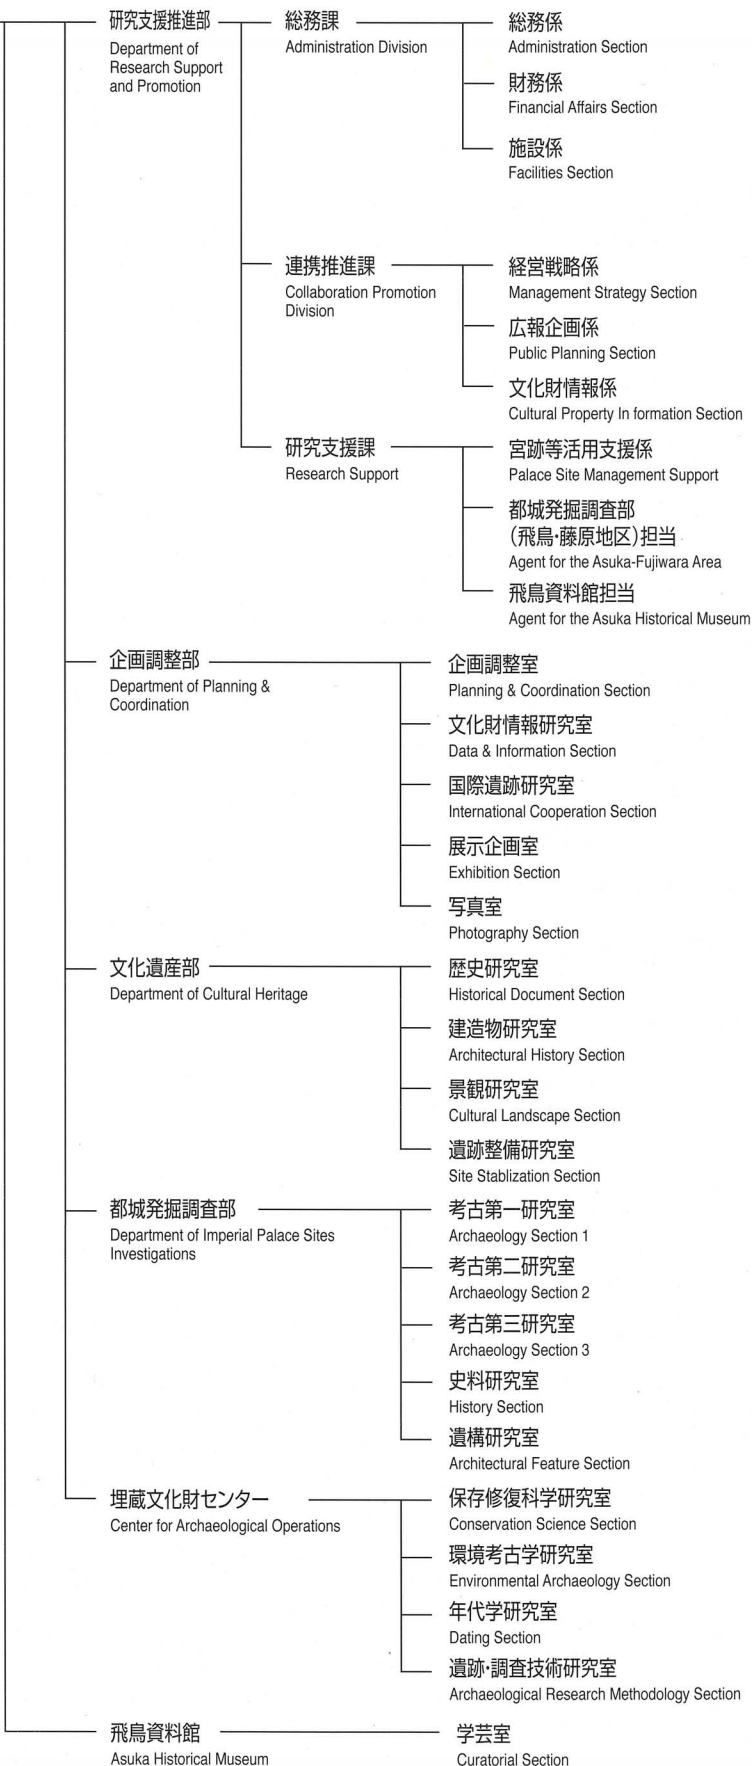 研究支援推進部
Department of
Research Support
and Promotion
総務課
Administration Division
総務係
Administration Section
財務係
Financial Affairs Section
施設係
Facilities Section
連携推進課
Collaboration Promotion
Division
経営戦略係
Management Strategy Section
広報企画係
Public Planning Section
文化財情報係
Cultural Property In formation Section
研究支援課
Research Support
宮跡等活用支援係
Palace Site Management Support
都城発掘調査部
(飛鳥・藤原地区)担当
Agent for the Asuka-Fujiwara Area
飛鳥資料館担当
Agent for the Asuka Historical Museum
企画調整部
Department of Planning &
Coordination
企画調整室
Planning & Coordination Section
文化財情報研究室
Data & Information Section
国際遺跡研究室
International Cooperation Section
展示企画室
Exhibition Section
写真室
Photography Section
文化遺産部
Department of Cultural Heritage
歴史研究室
Historical Document Section
建造物研究室
Architectural History Section
景観研究室
Cultural Landscape Section
遺跡整備研究室
Site Stablization Section
都城発掘調査部
Department of Imperial Palace Sites
Investigations
考古第一研究室
Archaeology Section 1
考古第二研究室
Archaeology Section 2
考古第三研究室
Archaeology Section 3
史料研究室
History Section
遺構研究室
Architectural Feature Section
埋蔵文化財センター
Center for Archaeological Operations
保存修復科学研究室
Conservation Science Section
環境考古学研究室
Environmental Archaeology Section
年代学研究室
Dating Section
遺跡・調査技術研究室
Archaeological Research Methodology Section
飛鳥資料館
Asuka Historical Museum
学芸室
Curatorial Section